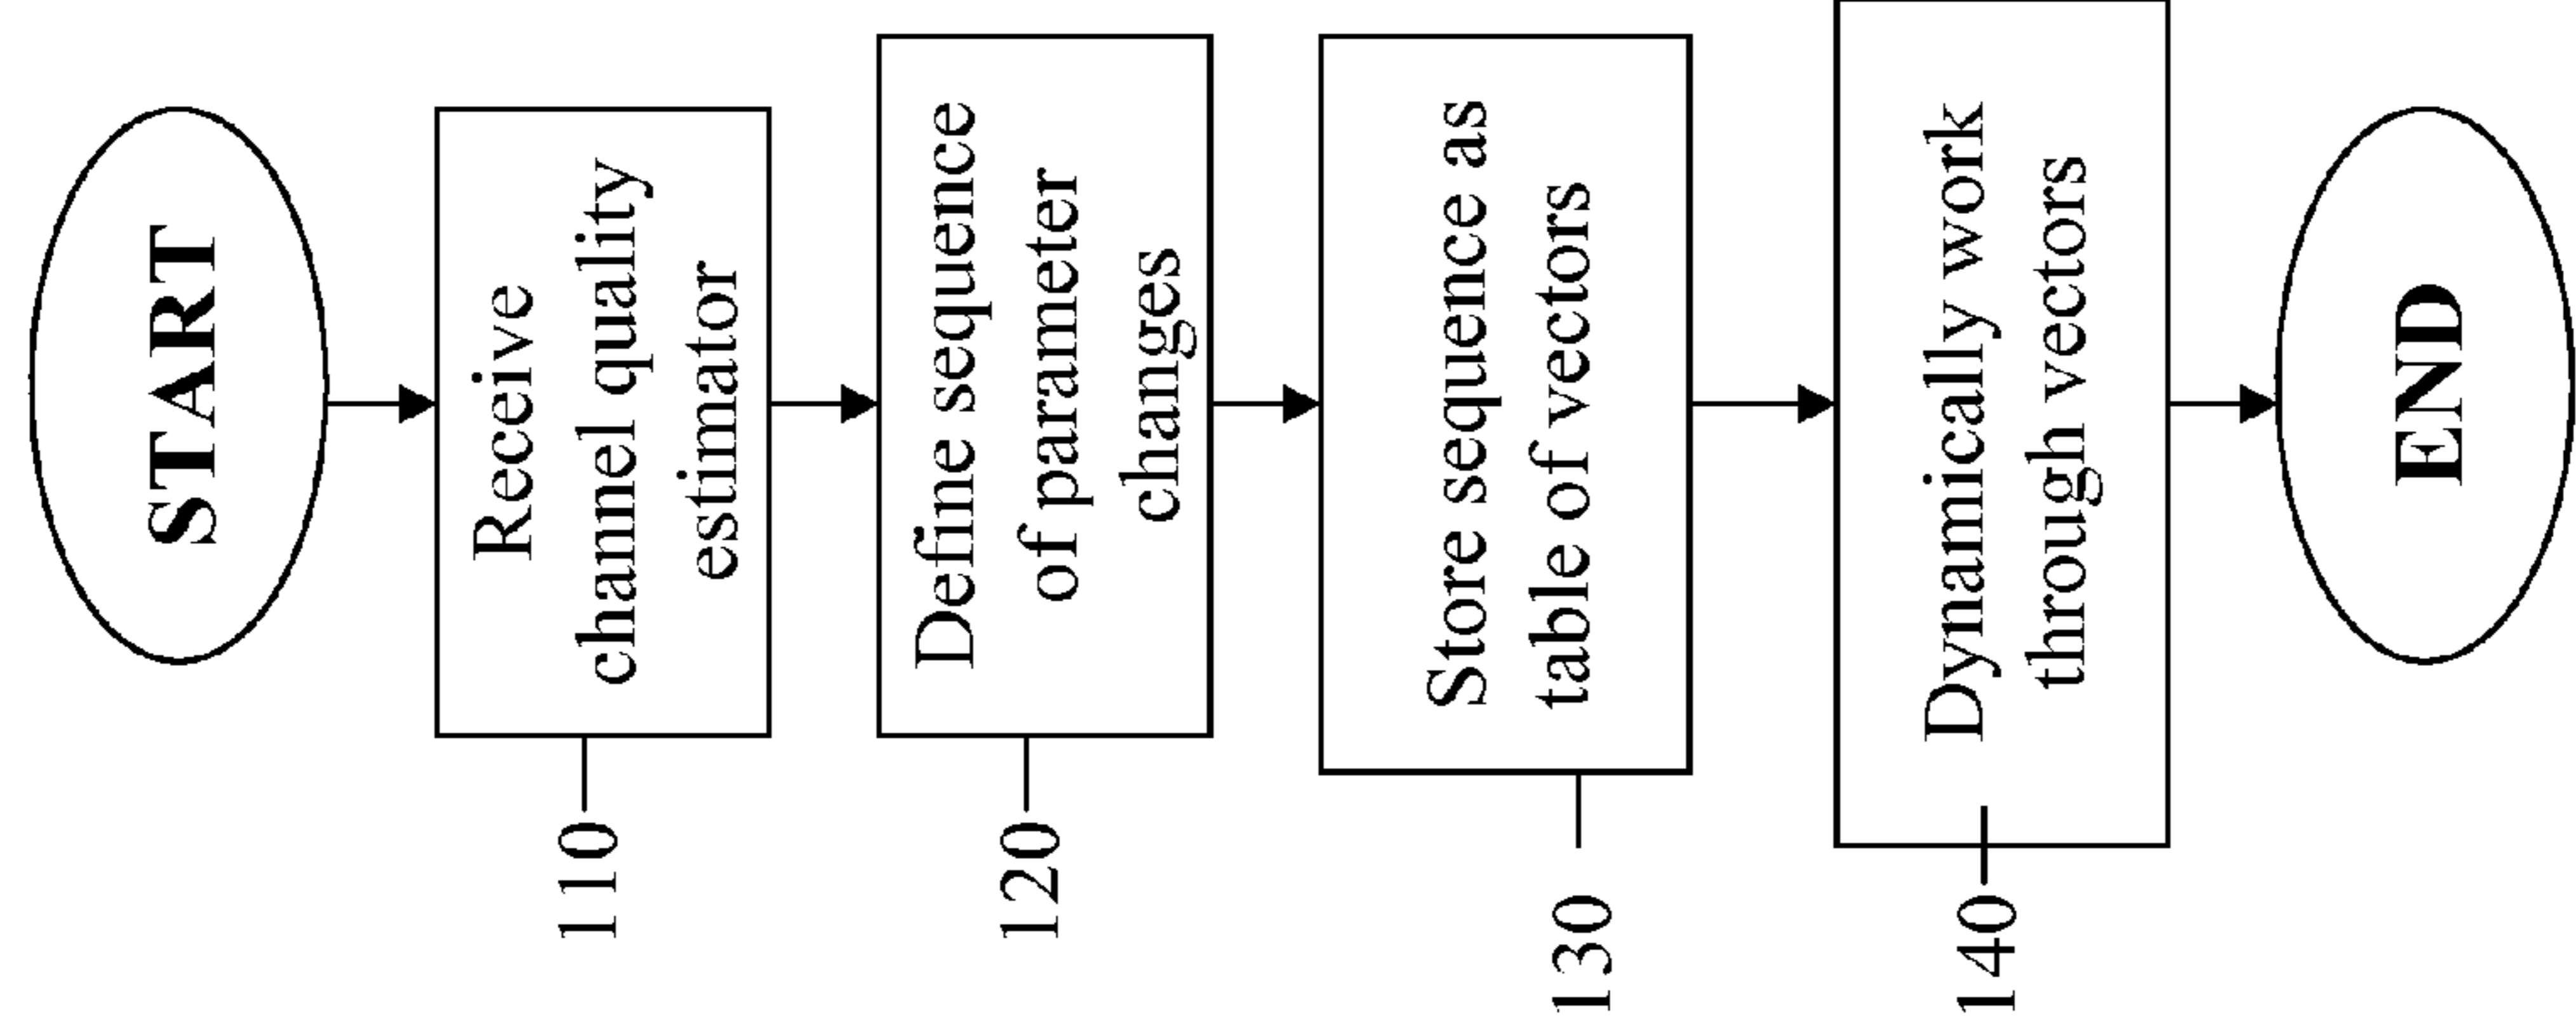 START
Receive
channel quality
estimator
110
Define sequence
of parameter
changes
120
Store sequence as
table of vectors
130
Dynamically work
through vectors
140
END